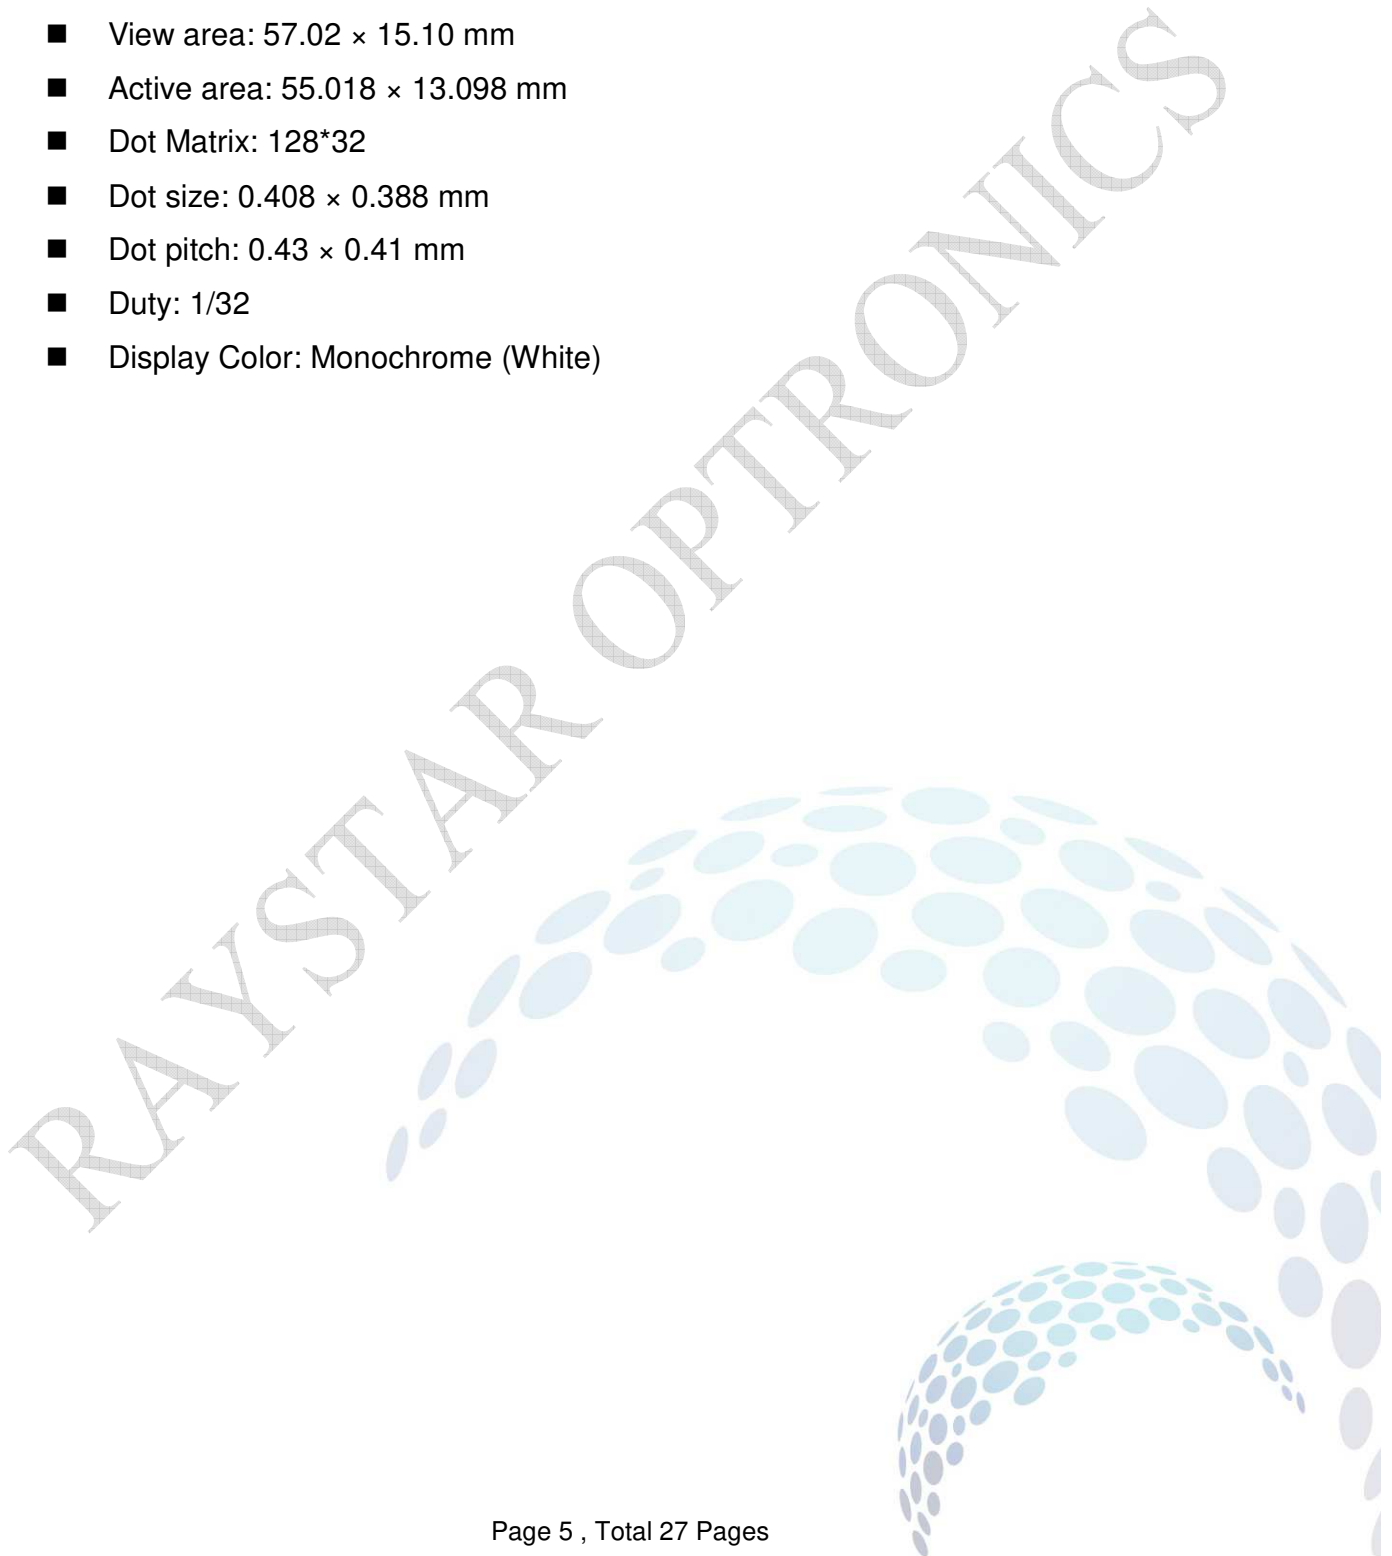 ■ View area: 57.02 × 15.10 mm
■ Active area: 55.018 × 13.098 mm
■ Dot Matrix: 128*32
■ Dot size: 0.408 × 0.388 mm
■ Dot pitch: 0.43 × 0.41 mm
■ Duty: 1/32
■ Display Color: Monochrome (White)
RAYSTAR OPTRONICS
Page 5 , Total 27 Pages